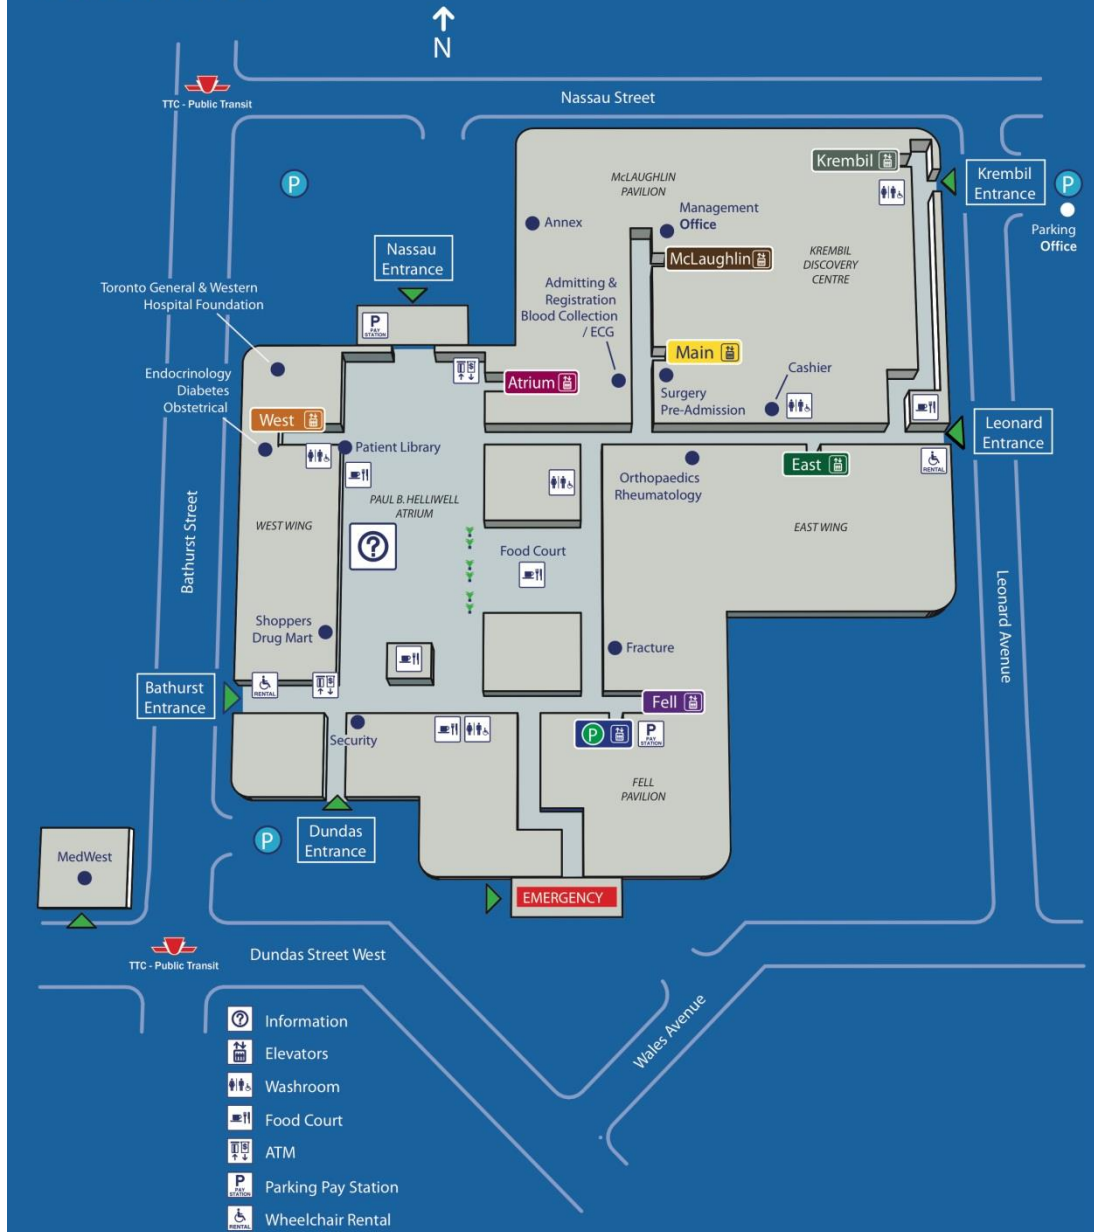 N
TTC - Public Transit
Nassau Street
Krembil
Krembil
Entrance
P
Parking
Office
P
McLAUGHLIN
PAVILION
Management
Office
Annex
Nassau
Entrance
McLaughlin
KREMBIL
DISCOVERY
CENTRE
Toronto General & Western
Hospital Foundation
Admitting &
Registration
Blood Collection
/ ECG
P
PAY
STATION
Main
Endocrinology
Diabetes
Obstetrical
Atrium
Cashier
Surgery
Pre-Admission
West
Leonard
Entrance
Patient Library
East
RENTAL
Orthopaedics
Rheumatology
PAUL B. HELLIWELL
ATRIUM
WEST WING
EAST WING
Bathurst Street
?
Food Court
Leonard Avenue
Shoppers
Drug Mart
Fracture
Bathurst
Entrance
RENTAL
Fell
Security
P
P
PAY
STATION
FELL
PAVILION
P
Dundas
Entrance
MedWest
EMERGENCY
TTC - Public Transit
Dundas Street West
Wales Avenue
? Information
Elevators
Washroom
Food Court
ATM
P
PAY
STATION
Parking Pay Station
RENTAL
Wheelchair Rental